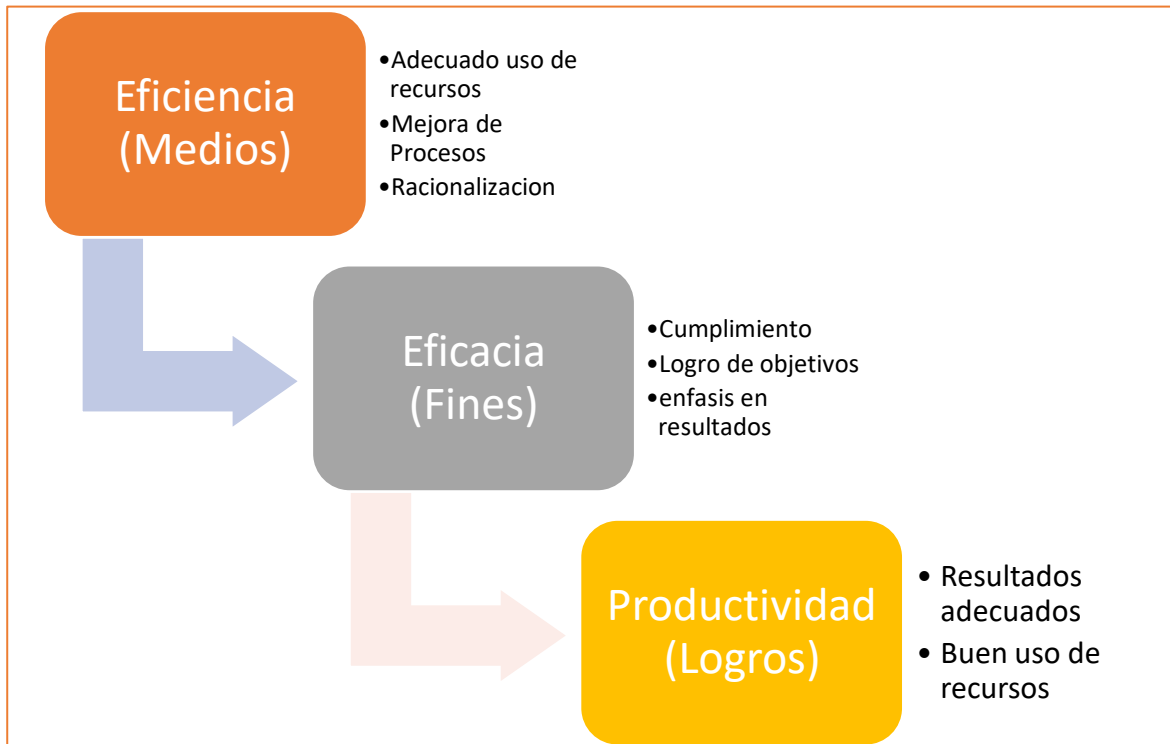 Eficiencia
(Medios)
•Adecuado uso de
recursos
•Mejora de
Procesos
•Racionalizacion
Eficacia
(Fines)
•Cumplimiento
•Logro de objetivos
•enfasis en
resultados
Productividad
(Logros)
• Resultados
adecuados
• Buen uso de
recursos